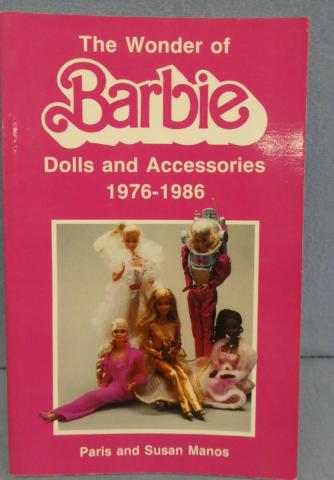 The Wonder of
Barbie
Dolls and Accessories
1976-1986
Paris and Susan Manos